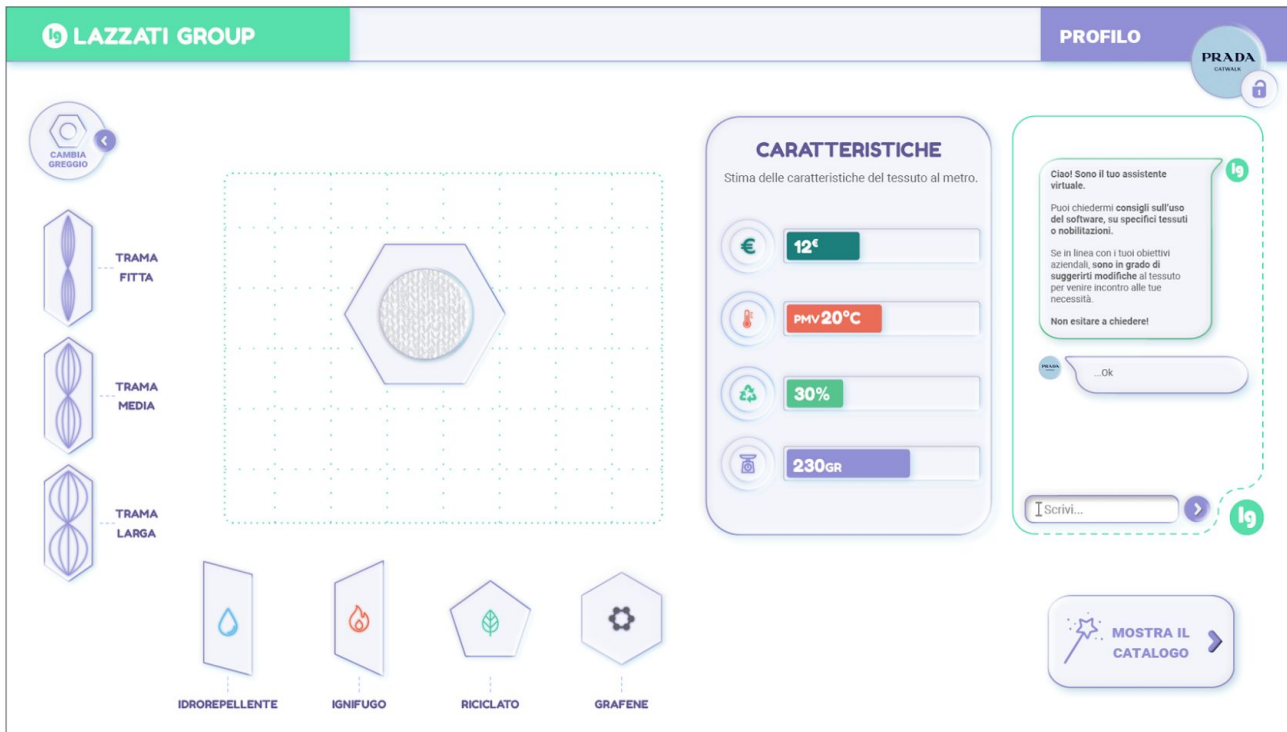 lg LAZZATI GROUP
PROFILO
PRADA
CATWALK
CAMBIA
GREGGIO
TRAMA
FITTA
TRAMA
MEDIA
TRAMA
LARGA
IDROREPELLENTE
IGNIFUGO
RICICLATO
GRAFENE
CARATTERISTICHE
Stima delle caratteristiche del tessuto al metro.
€
12€
PMV 20°C
30%
230GR
lg
Ciao! Sono il tuo assistente
virtuale.
Puoi chiedermi consigli sull'uso
del software, su specifici tessuti
o nobilitazioni.
Se in linea con i tuoi obiettivi
aziendali, sono in grado di
suggerirti modifiche al tessuto
per venire incontro alle tue
necessità.
Non esitare a chiedere!
PRADA
...Ok
Scrivi...
lg
MOSTRA IL
CATALOGO